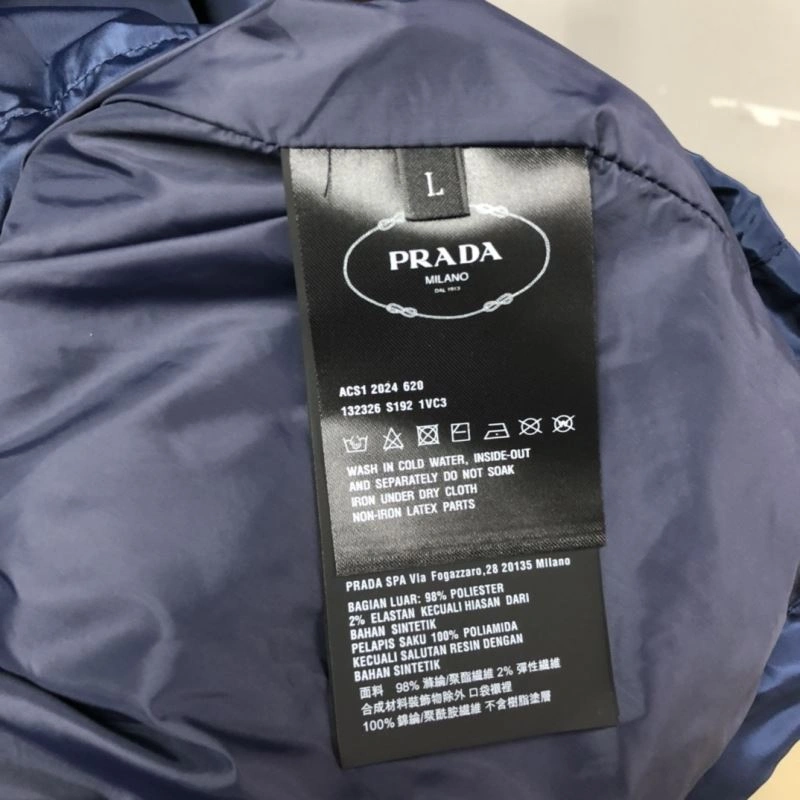 L
PRADA
MILANO
DAL 1913
ACS1 2024 620
132326 S192 1VC3
WASH IN COLD WATER, INSIDE-OUT
AND SEPARATELY DO NOT SOAK
IRON UNDER DRY CLOTH
NON-IRON LATEX PARTS
PRADA SPA Via Fogazzaro,28 20135 Milano
BAGIAN LUAR: 98% POLIESTER
2% ELASTAN KECUALI HIASAN DARI
BAHAN SINTETIK
PELAPIS SAKU 100% POLIAMIDA
KECUALI SALUTAN RESIN DENGAN
BAHAN SINTETIK
面料 98% 滌綸/聚酯纖維 2% 彈性纖維
合成材料裝飾物除外 口袋襯裡
100% 錦綸/聚酰胺纖維 不含樹脂塗層